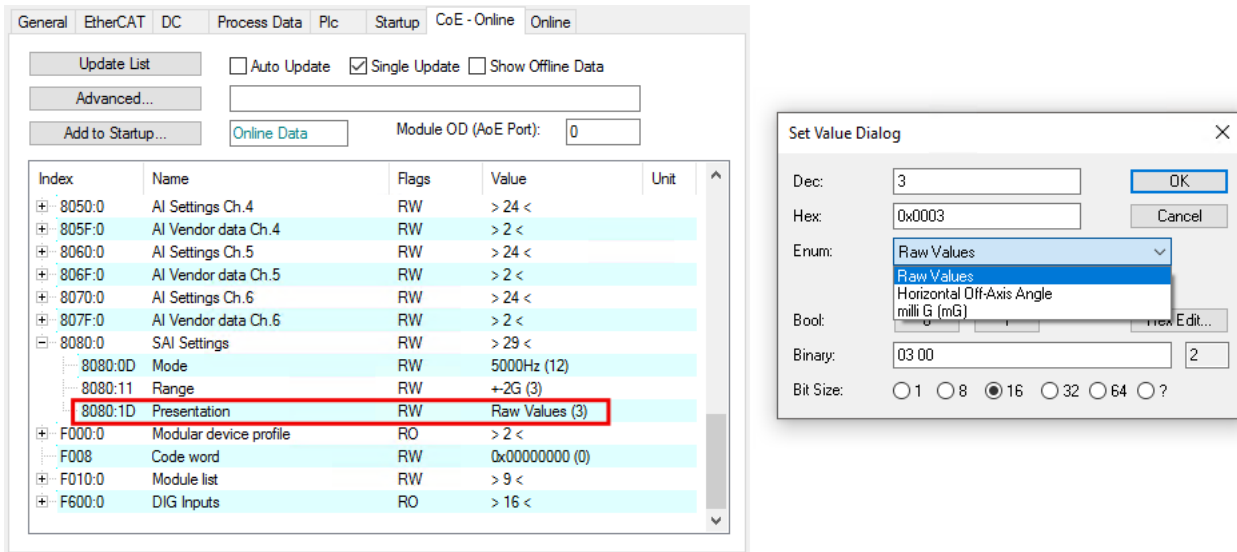 General EtherCAT DC Process Data Plc Startup CoE - Online Online
Update List Auto Update Single Update Show Offline Data
Advanced...
Add to Startup... Online Data Module OD (AoE Port): 0
Index Name Flags Value Unit
8050:0 AI Settings Ch.4 RW > 24 <
805F:0 AI Vendor data Ch.4 RW > 2 <
8060:0 AI Settings Ch.5 RW > 24 <
806F:0 AI Vendor data Ch.5 RW > 2 <
8070:0 AI Settings Ch.6 RW > 24 <
807F:0 AI Vendor data Ch.6 RW > 2 <
8080:0 SAI Settings RW > 29 <
8080:0D Mode RW 5000Hz (12)
8080:11 Range RW +-2G (3)
8080:1D Presentation RW Raw Values (3)
F000:0 Modular device profile RO > 2 <
F008 Code word RW 0x00000000 (0)
F010:0 Module list RW > 9 <
F600:0 DIG Inputs RO > 16 <
Set Value Dialog
Dec: 3 OK
Hex: 0x0003 Cancel
Enum: Raw Values
Raw Values
Horizontal Off-Axis Angle
milli G (mG)
Bool: Hex Edit...
Binary: 03 00 2
Bit Size: 1 8 16 32 64 ?